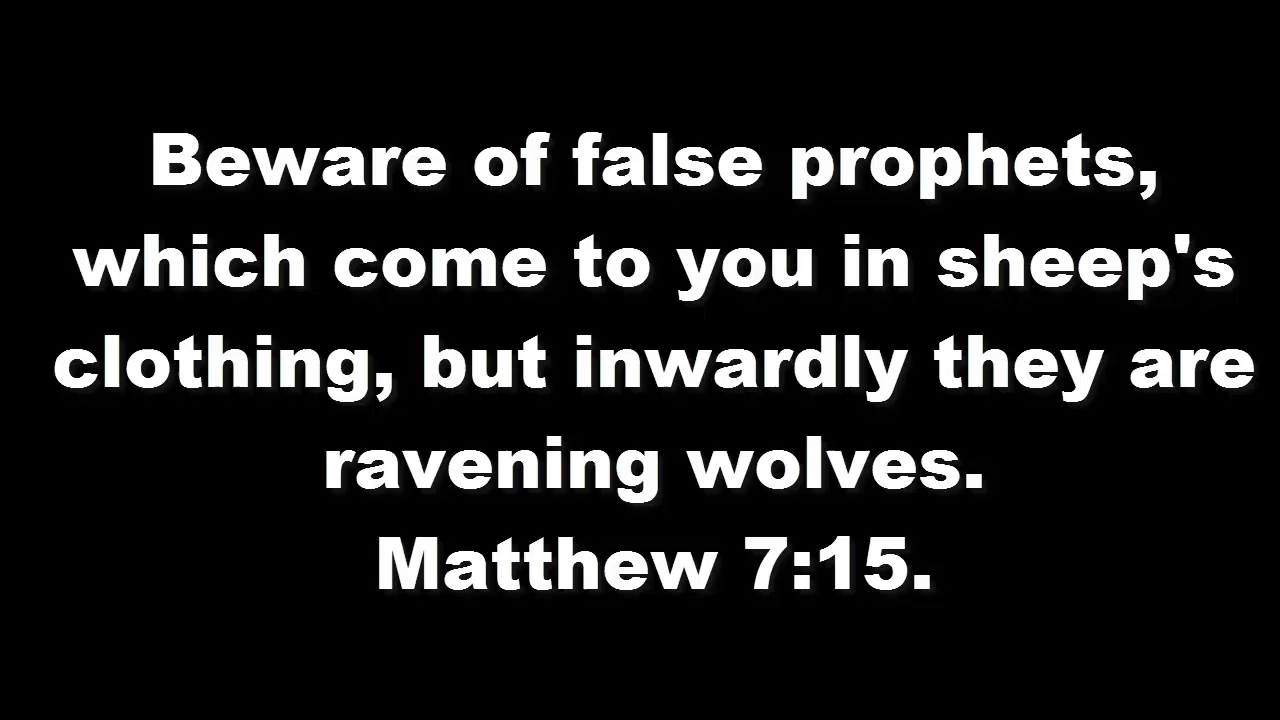 Beware of false prophets,
which come to you in sheep's
clothing, but inwardly they are
ravening wolves.
Matthew 7:15.